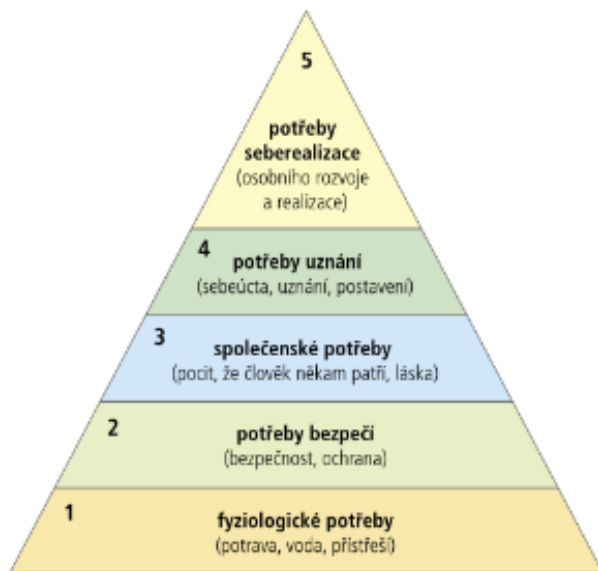 5
potřeby
seberealizace
(osobního rozvoje
a realizace)
4
potřeby uznání
(sebeúcta, uznání, postavení)
3
společenské potřeby
(pocit, že člověk někam patří, láska)
2
potřeby bezpečí
(bezpečnost, ochrana)
1
fyziologické potřeby
(potrava, voda, přístřeší)